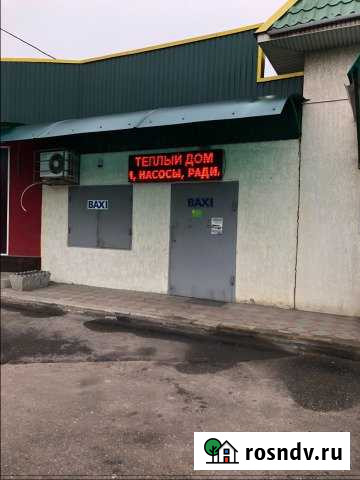 ТЕПЛЫЙ ДОМ
, НАСОСЫ, РАДИ
BAXI
BAXI
rosndv.ru